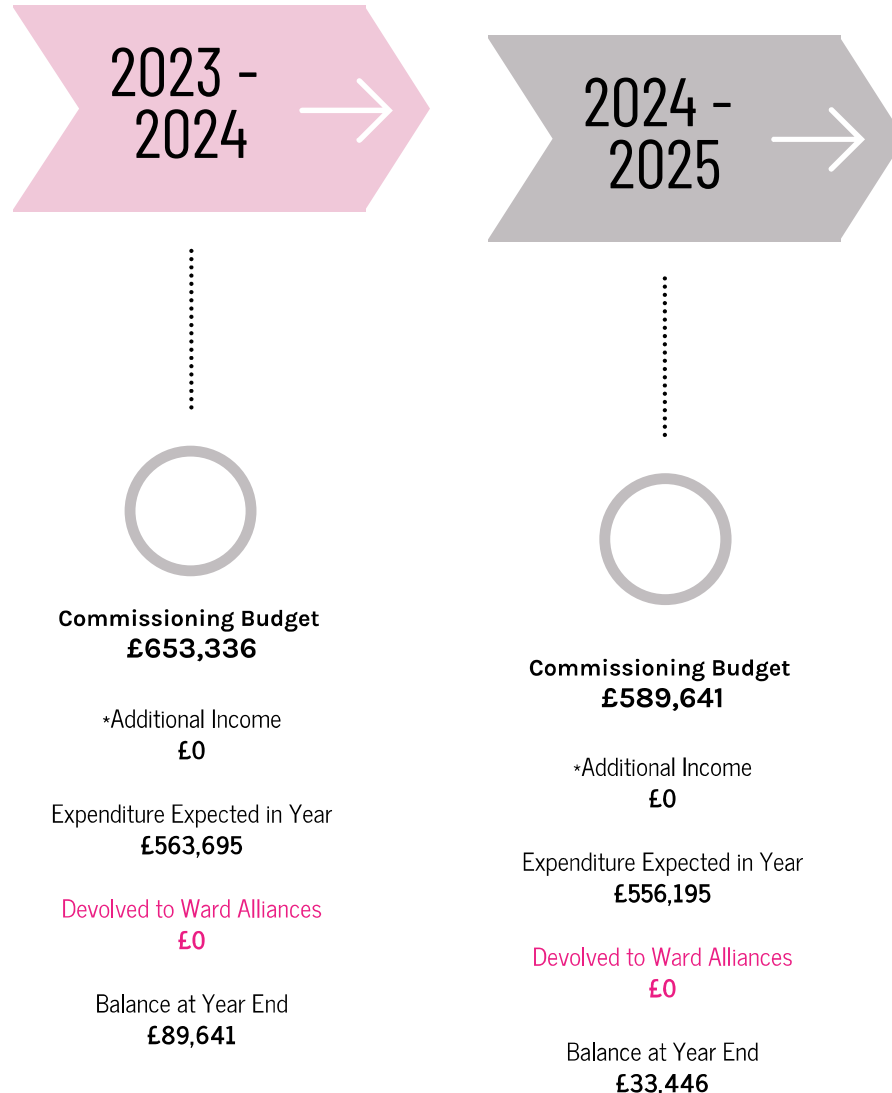 2023 -
2024
Commissioning Budget
£653,336
*Additional Income
£0
Expenditure Expected in Year
£563,695
Devolved to Ward Alliances
£0
Balance at Year End
£89,641
2024 -
2025
Commissioning Budget
£589,641
*Additional Income
£0
Expenditure Expected in Year
£556,195
Devolved to Ward Alliances
£0
Balance at Year End
£33,446